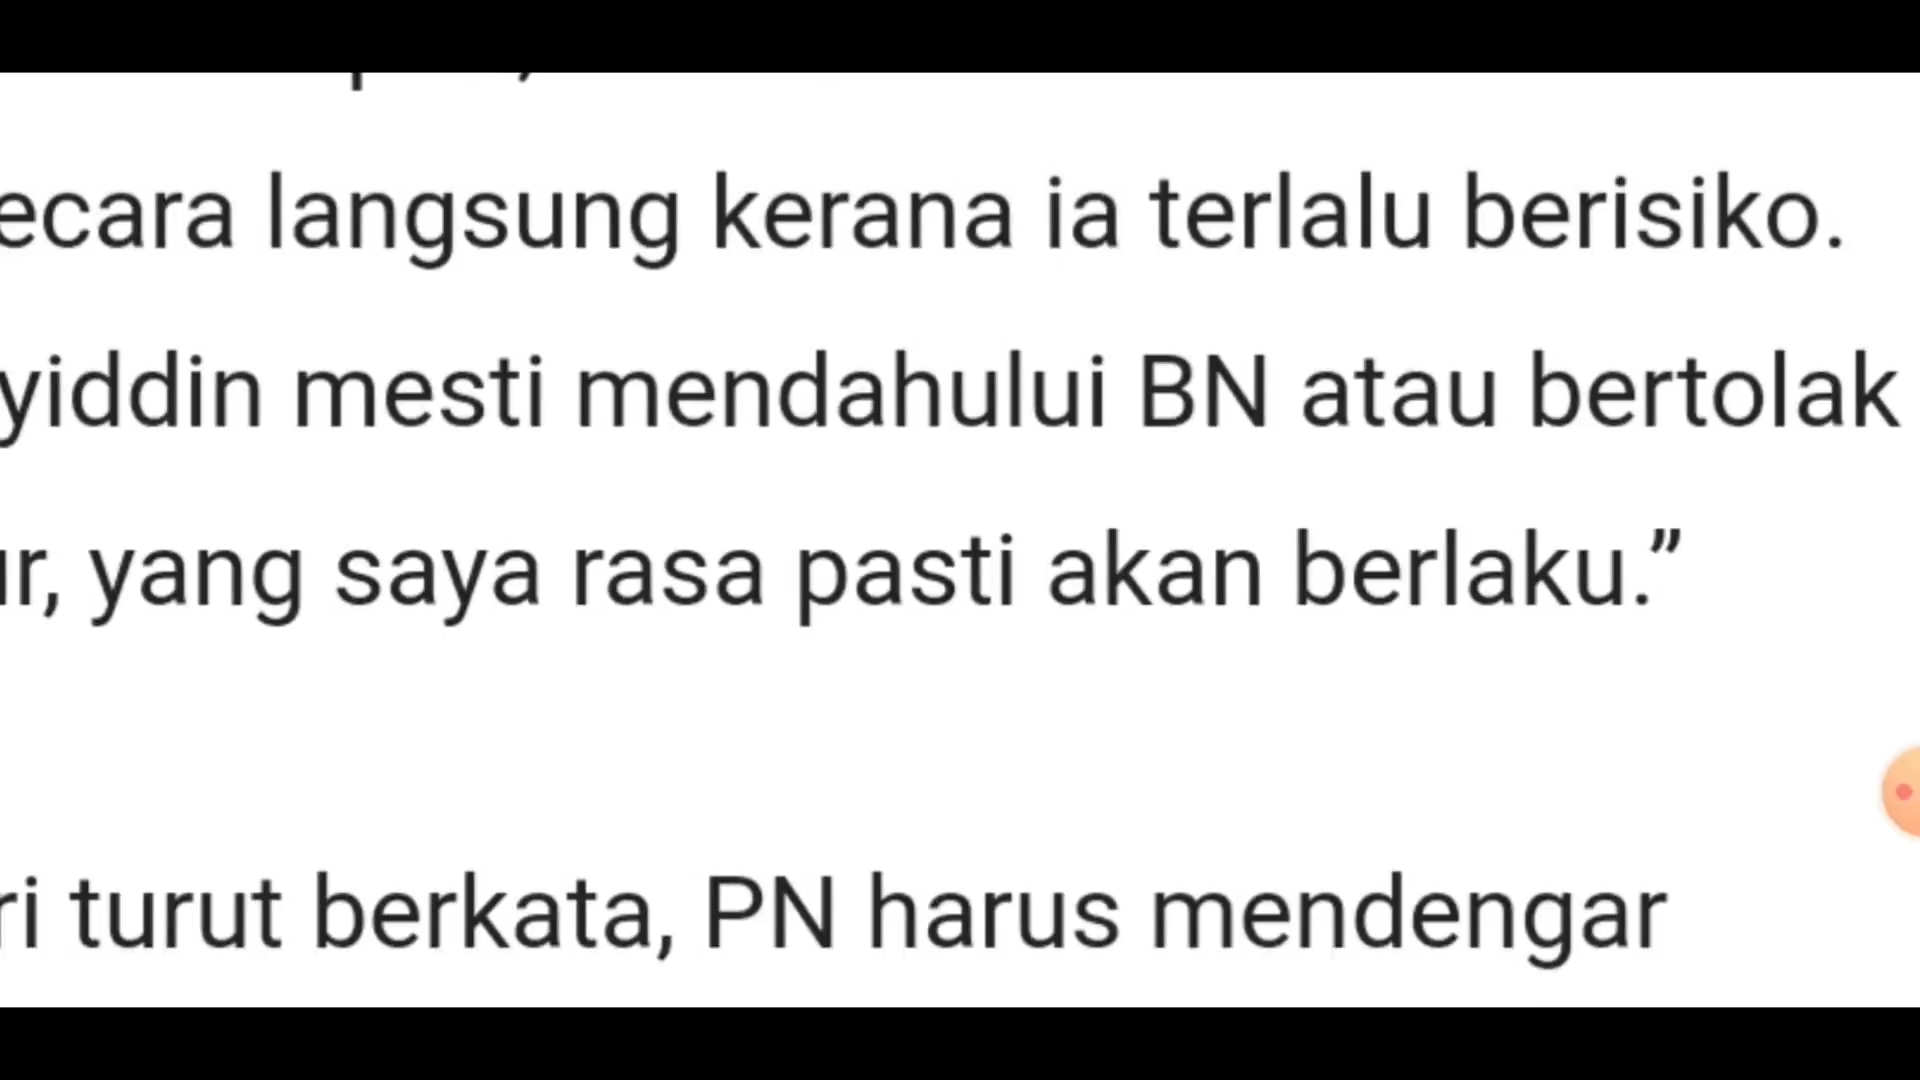 ecara langsung kerana ia terlalu berisiko.
yiddin mesti mendahului BN atau bertolak
r, yang saya rasa pasti akan berlaku.”
ri turut berkata, PN harus mendengar